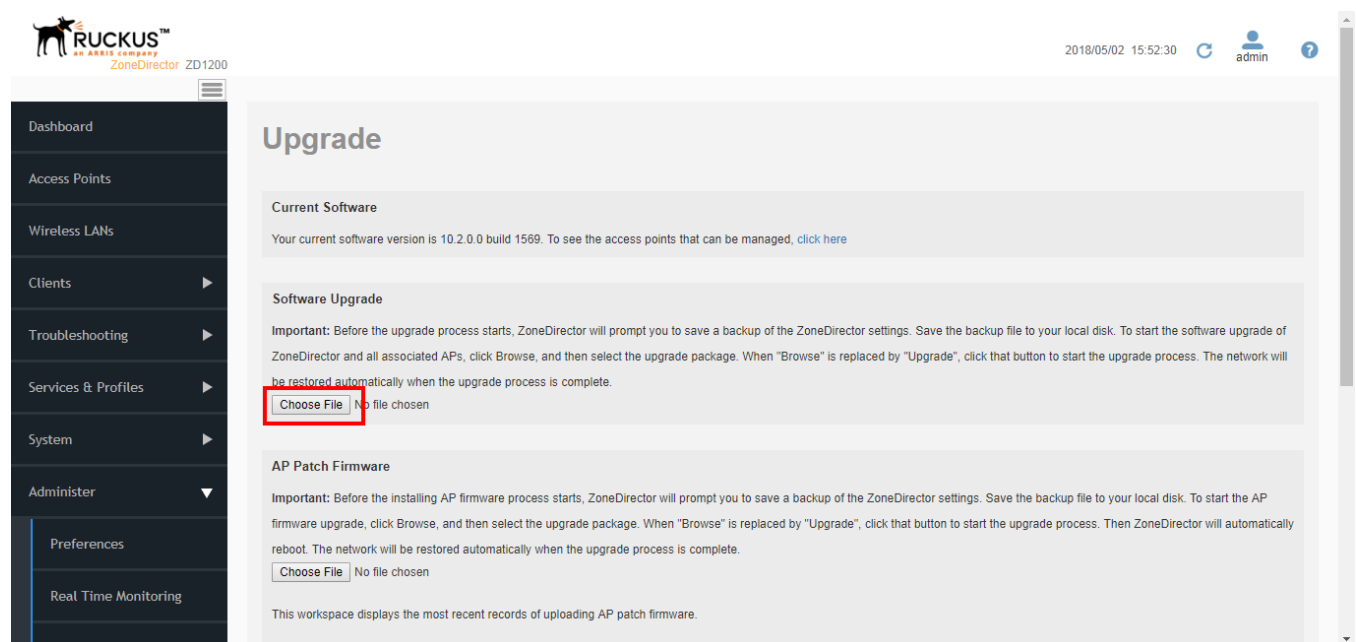 RUCKUS™
an ARRIS company
ZoneDirector ZD1200
2018/05/02 15:52:30
admin
?
Dashboard
Access Points
Wireless LANs
Clients
Troubleshooting
Services & Profiles
System
Administer
Preferences
Real Time Monitoring
Upgrade
Current Software
Your current software version is 10.2.0.0 build 1569. To see the access points that can be managed, click here
Software Upgrade
Important: Before the upgrade process starts, ZoneDirector will prompt you to save a backup of the ZoneDirector settings. Save the backup file to your local disk. To start the software upgrade of
ZoneDirector and all associated APs, click Browse, and then select the upgrade package. When "Browse" is replaced by "Upgrade", click that button to start the upgrade process. The network will
be restored automatically when the upgrade process is complete.
Choose File No file chosen
AP Patch Firmware
Important: Before the installing AP firmware process starts, ZoneDirector will prompt you to save a backup of the ZoneDirector settings. Save the backup file to your local disk. To start the AP
firmware upgrade, click Browse, and then select the upgrade package. When "Browse" is replaced by "Upgrade", click that button to start the upgrade process. Then ZoneDirector will automatically
reboot. The network will be restored automatically when the upgrade process is complete.
Choose File No file chosen
This workspace displays the most recent records of uploading AP patch firmware.